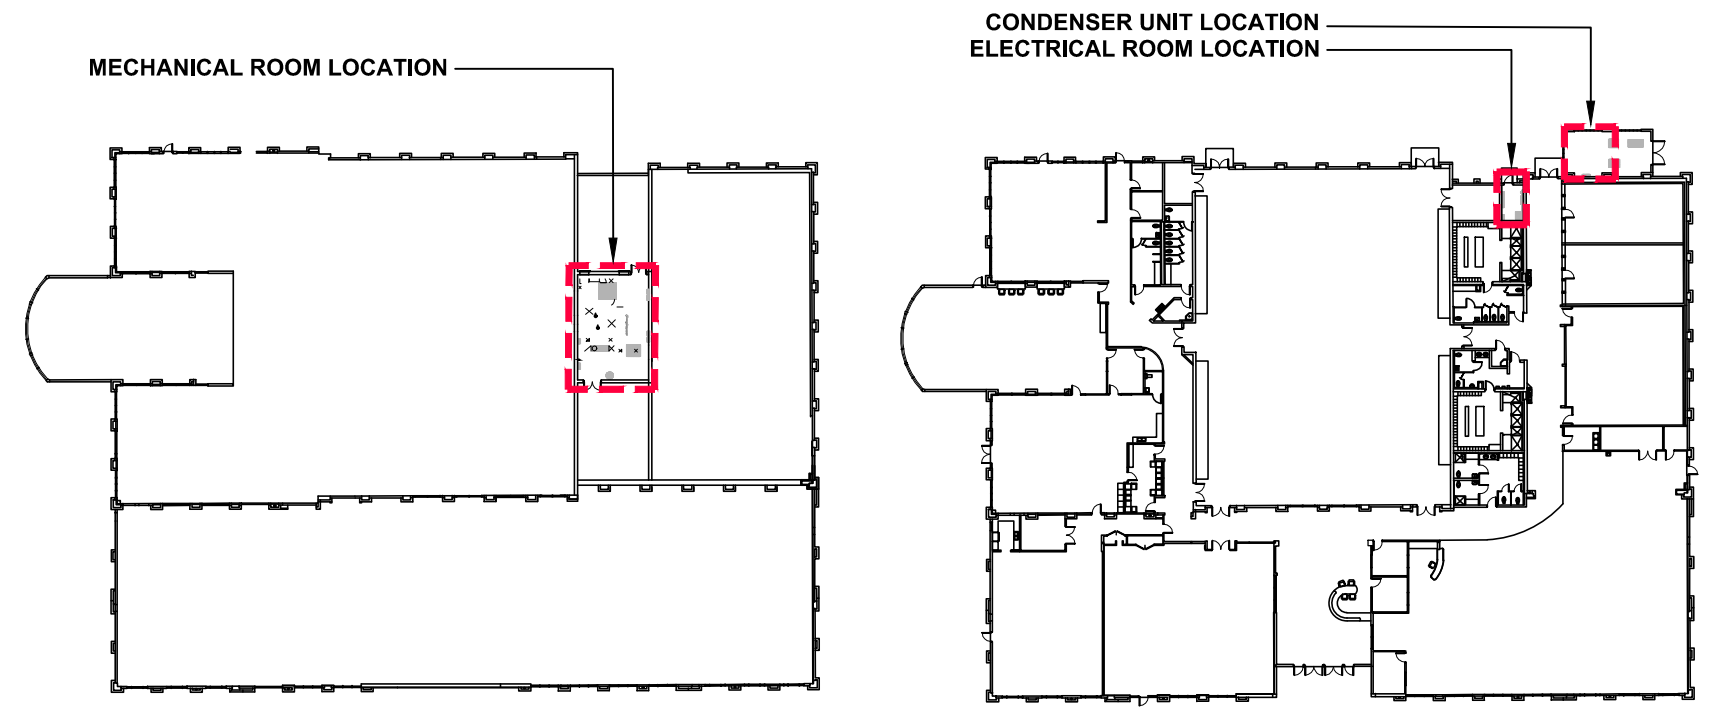 MECHANICAL ROOM LOCATION
CONDENSER UNIT LOCATION
ELECTRICAL ROOM LOCATION